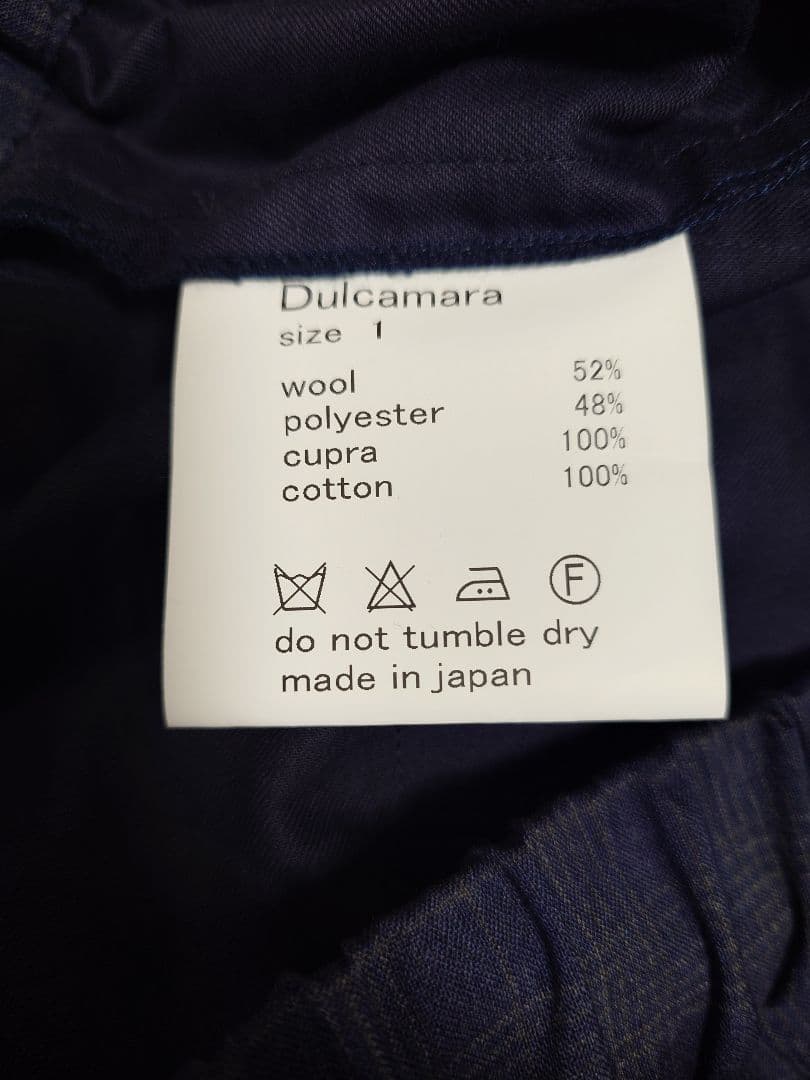 Dulcamara
size 1
wool 52%
polyester 48%
cupra 100%
cotton 100%
F
do not tumble dry
made in japan